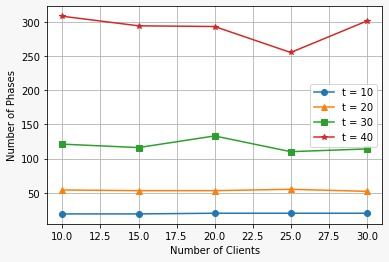 Number of Phases
300
250
200
150
100
50
t = 10
t = 20
t = 30
t = 40
10.0 12.5 15.0 17.5 20.0 22.5 25.0 27.5 30.0
Number of Clients